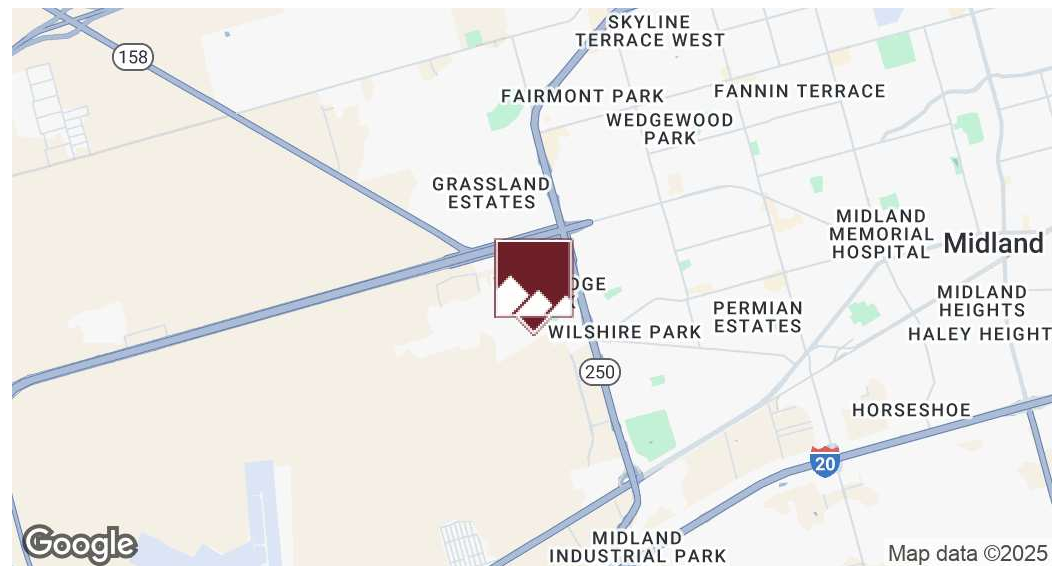 SKYLINE
TERRACE WEST
158
FAIRMONT PARK
FANNIN TERRACE
WEDGEWOOD
PARK
GRASSLAND
ESTATES
MIDLAND
MEMORIAL
HOSPITAL
Midland
MIDLAND
HEIGHTS
PERMIAN
ESTATES
WILSHIRE PARK
HALEY HEIGHT
250
HORSESHOE
20
MIDLAND
INDUSTRIAL PARK
Google
Map data ©2025